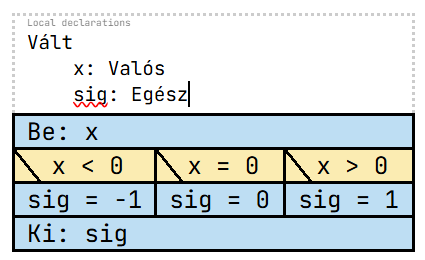 Local declarations
Vált
x: Valós
sig: Egész
Be: x
x < 0 x = 0 x > 0
sig = -1 sig = 0 sig = 1
Ki: sig